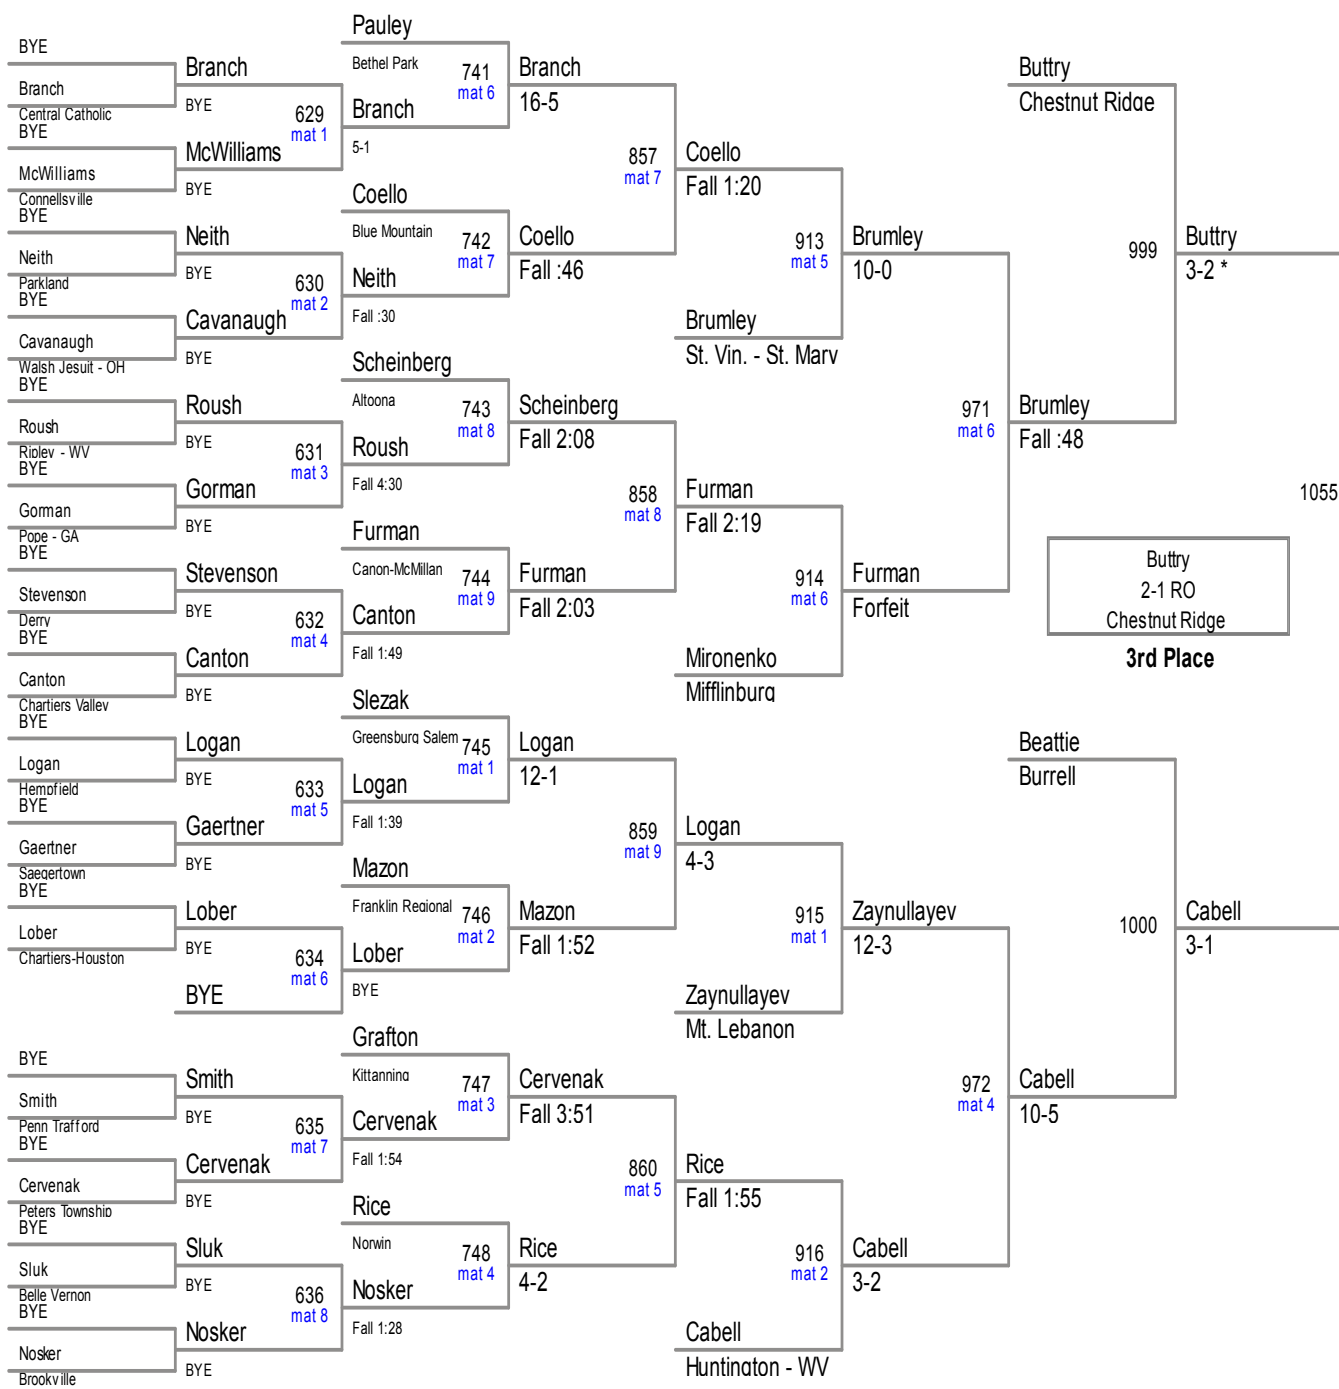 BYE
Branch
Central Catholic
BYE
McWilliams
Connellsville
BYE
Neith
Parkland
BYE
Cavanaugh
Walsh Jesuit - OH
BYE
Roush
Ripley - WV
BYE
Gorman
Pope - GA
BYE
Stevenson
Derry
BYE
Canton
Chartiers Valley
BYE
Logan
Hempfield
BYE
Gaertner
Saegertown
BYE
Lober
Chartiers-Houston
BYE
Smith
Penn Trafford
BYE
Cervenak
Peters Township
BYE
Sluk
Belle Vernon
BYE
Nosker
Brookville
Branch
BYE
629
mat 1
McWilliams
BYE
Neith
BYE
630
mat 2
Cavanaugh
BYE
Roush
BYE
631
mat 3
Gorman
BYE
Stevenson
BYE
632
mat 4
Canton
BYE
Logan
BYE
633
mat 5
Gaertner
BYE
Lober
BYE
634
mat 6
BYE
Smith
BYE
635
mat 7
Cervenak
BYE
Sluk
BYE
636
mat 8
Nosker
BYE
Pauley
Bethel Park
741
mat 6
Branch
5-1
Coello
Blue Mountain
742
mat 7
Neith
Fall :30
Scheinberg
Altoona
743
mat 8
Roush
Fall 4:30
Furman
Canon-McMillan
744
mat 9
Canton
Fall 1:49
Slezak
Greensburg Salem
745
mat 1
Logan
Fall 1:39
Mazon
Franklin Regional
746
mat 2
Lober
BYE
Grafton
Kittanning
747
mat 3
Cervenak
Fall 1:54
Rice
Norwin
748
mat 4
Nosker
Fall 1:28
Branch
16-5
857
mat 7
Coello
Fall :46
Scheinberg
Fall 2:08
858
mat 8
Furman
Fall 2:03
Logan
12-1
859
mat 9
Mazon
Fall 1:52
Cervenak
Fall 3:51
860
mat 5
Rice
4-2
Coello
Fall 1:20
913
mat 5
Brumley
St. Vin. - St. Mary
Furman
Fall 2:19
914
mat 6
Mironenko
Mifflinburg
Logan
4-3
915
mat 1
Zaynullayev
Mt. Lebanon
Rice
Fall 1:55
916
mat 2
Cabell
Huntington - WV
Brumley
10-0
971
mat 6
Furman
Forfeit
Zaynullayev
12-3
972
mat 4
Cabell
3-2
Buttry
Chestnut Ridge
999
Brumley
Fall :48
Beattie
Burrell
1000
Cabell
10-5
Buttry
3-2 *
1055
Cabell
3-1
Buttry
2-1 RO
Chestnut Ridge
3rd Place